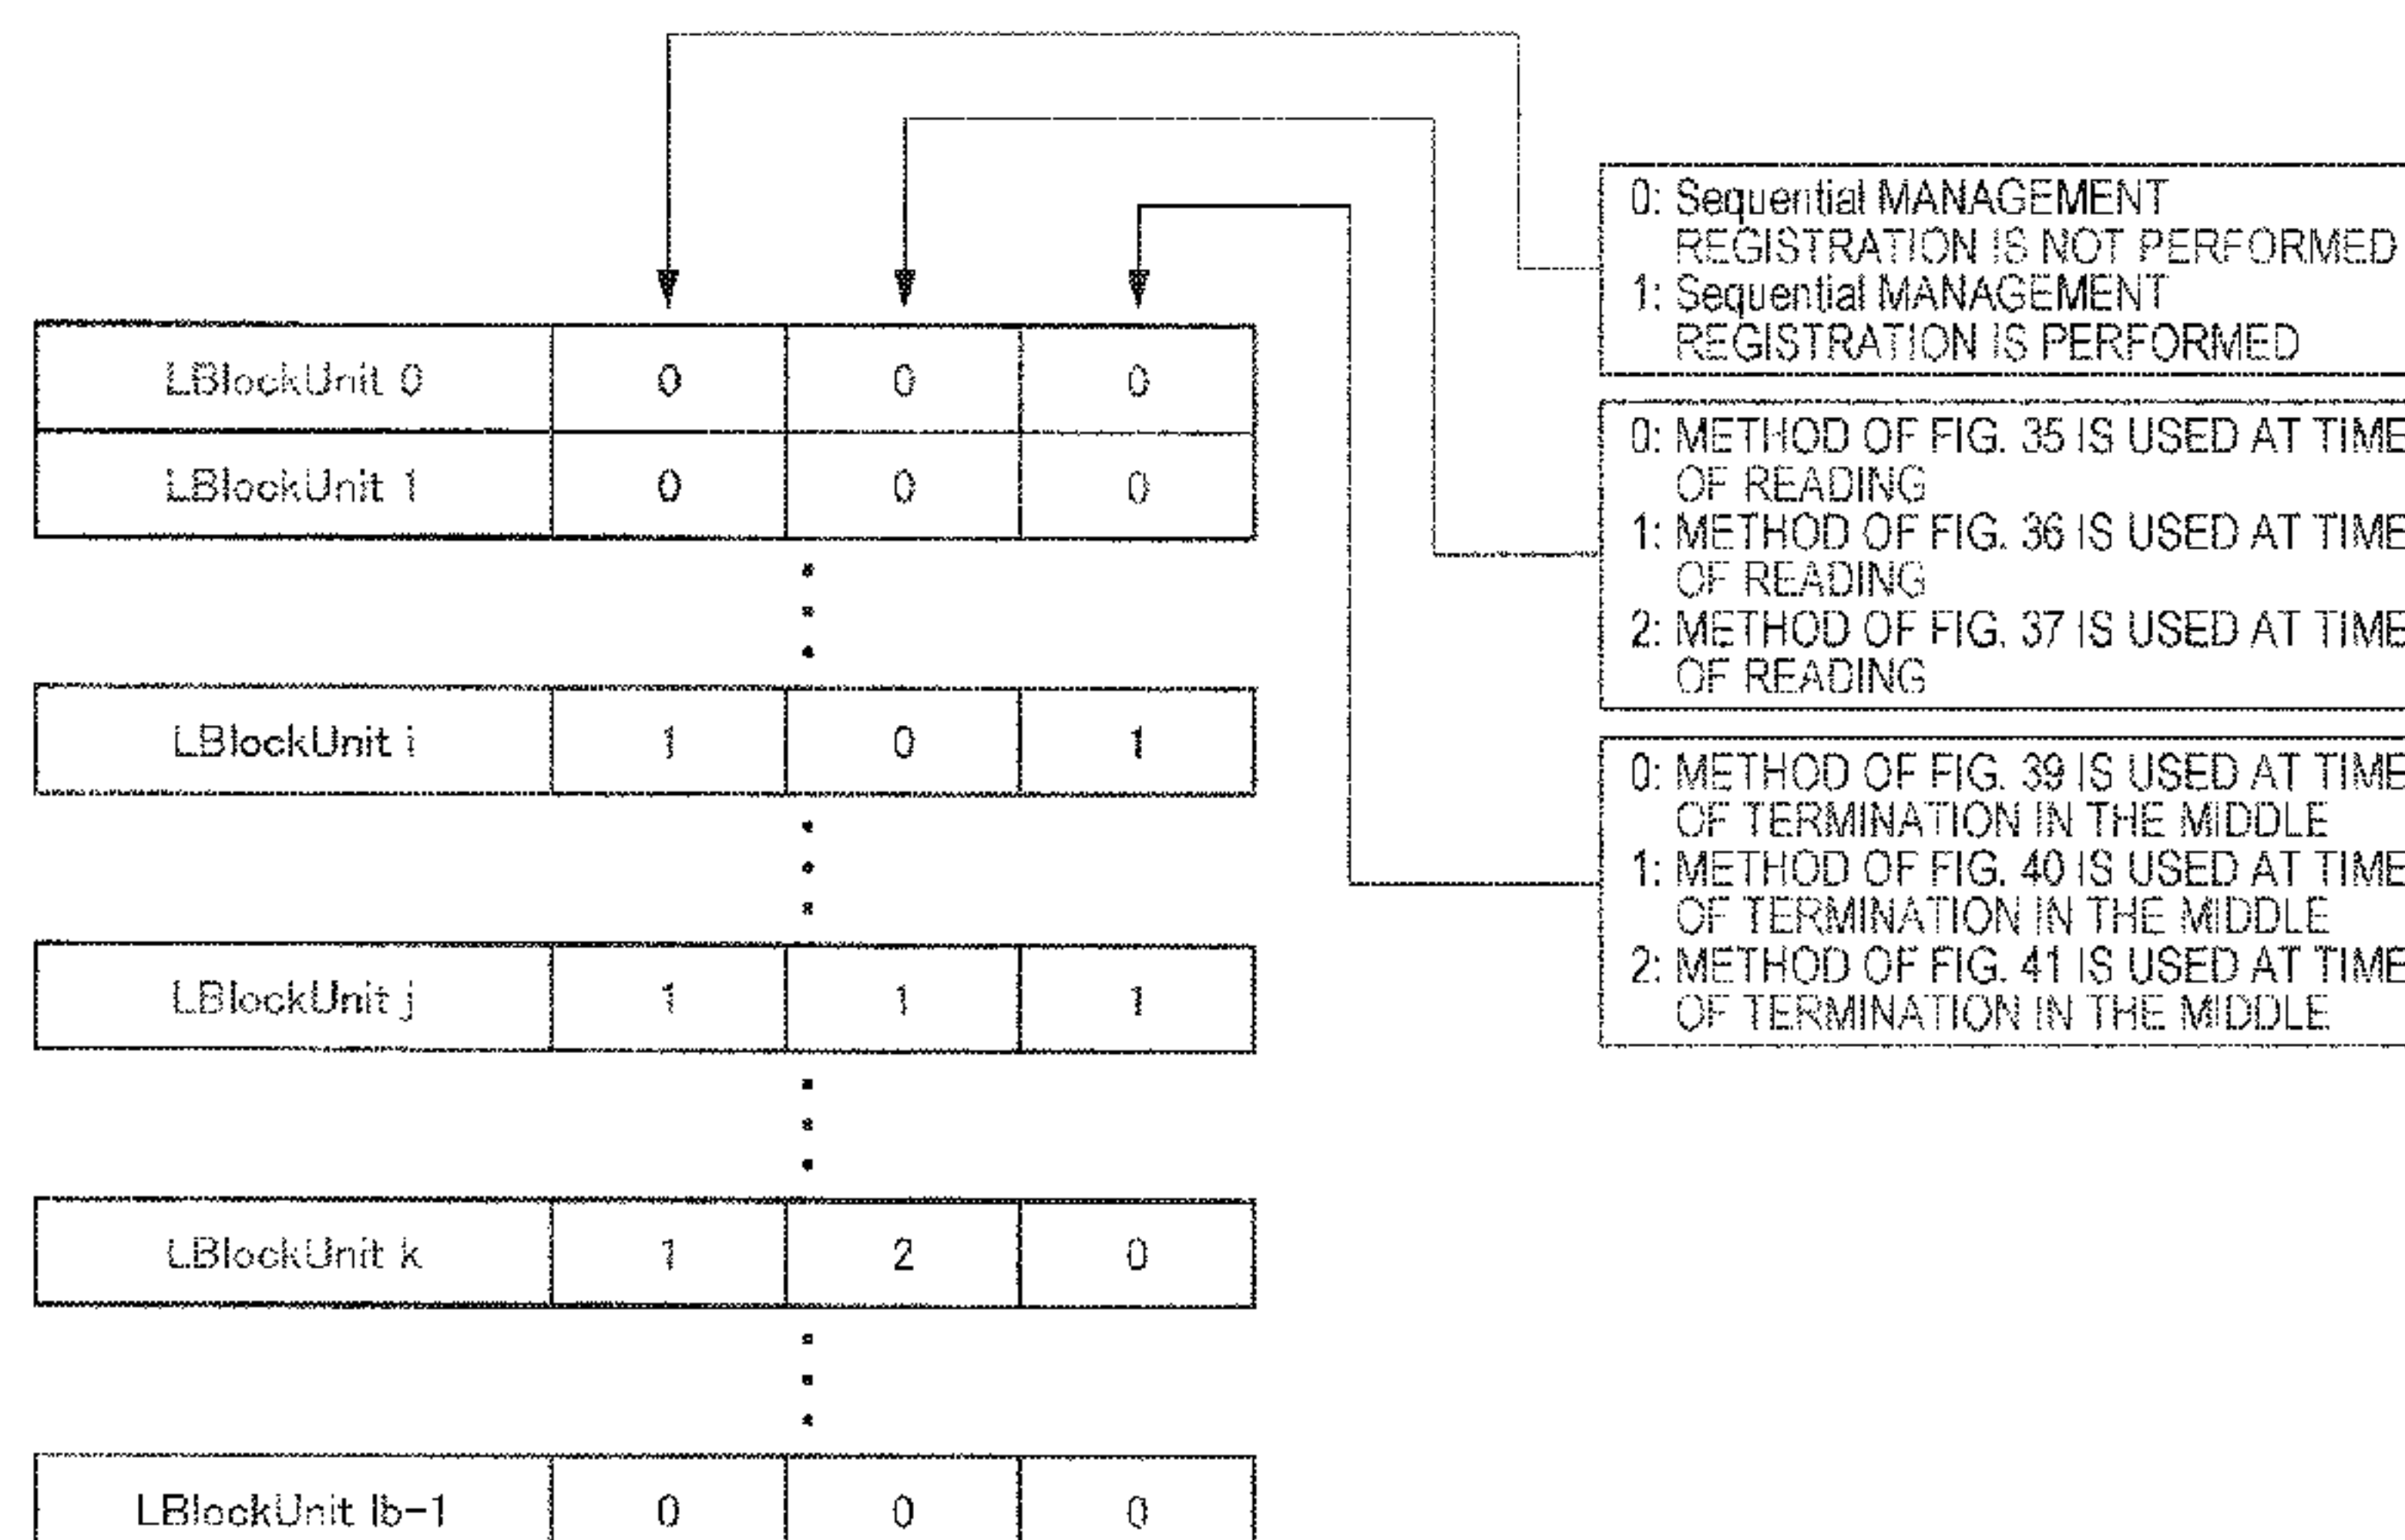 0: Sequential MANAGEMENT
REGISTRATION IS NOT PERFORMED
1: Sequential MANAGEMENT
REGISTRATION IS PERFORMED
0: METHOD OF FIG. 35 IS USED AT TIME
OF READING
1: METHOD OF FIG. 36 IS USED AT TIME
OF READING
2: METHOD OF FIG. 37 IS USED AT TIME
OF READING
0: METHOD OF FIG. 39 IS USED AT TIME
OF TERMINATION IN THE MIDDLE
1: METHOD OF FIG. 40 IS USED AT TIME
OF TERMINATION IN THE MIDDLE
2: METHOD OF FIG. 41 IS USED AT TIME
OF TERMINATION IN THE MIDDLE
LBlockUnit 0 0 0 0
LBlockUnit 1 0 0 0
LBlockUnit i 1 0 1
LBlockUnit j 1 1 1
LBlockUnit k 1 2 0
LBlockUnit lb-1 0 0 0